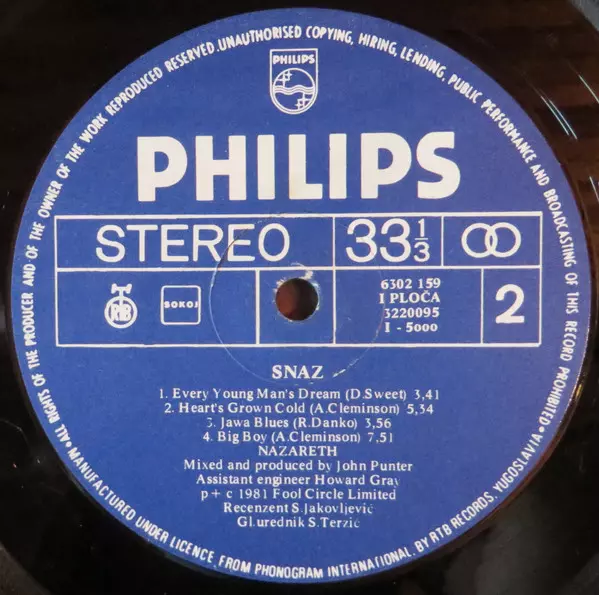 ALL RIGHTS OF THE PRODUCER AND OF THE OWNER OF THE WORK REPRODUCED RESERVED. UNAUTHORISED COPYING, HIRING, LENDING, PUBLIC PERFORMANCE AND BROADCASTING OF THIS RECORD PROHIBITED •
PHILIPS
PHILIPS
STEREO 33 1/3
RTB SOKOJ
6302 159
I PLOČA
3220095
I - 5000
2
SNAZ
1. Every Young Man's Dream (D.Sweet) 3,41
2. Heart's Grown Cold (A.Cleminson) 5,34
3. Jawa Blues (R.Danko) 3,56
4. Big Boy (A.Cleminson) 7,51
NAZARETH
Mixed and produced by John Punter
Assistant engineer Howard Gray
p + c 1981 Fool Circle Limited
Recenzent S.Jakovljević
Gl.urednik S.Terzić
• MANUFACTURED UNDER LICENCE, FROM PHONOGRAM INTERNATIONAL, BY RTB RECORDS, YUGOSLAVIA •